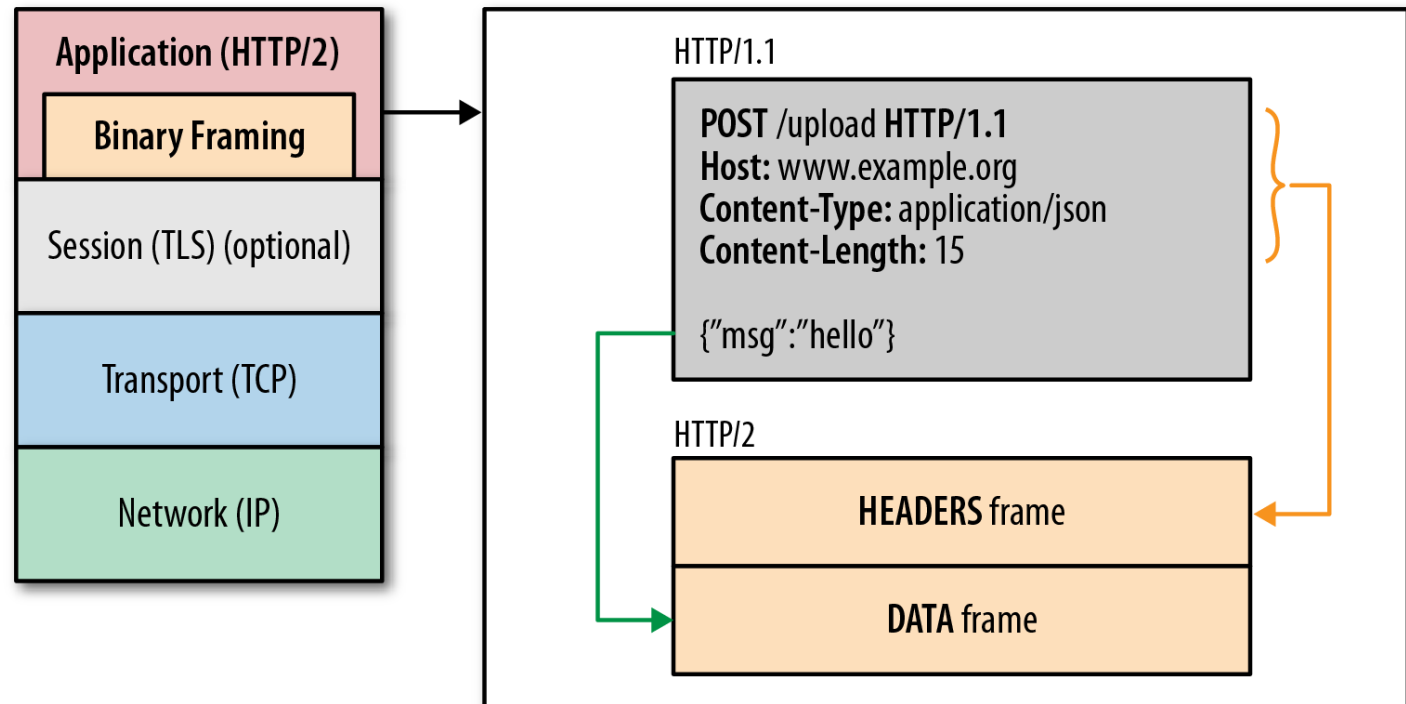 Application (HTTP/2)
Binary Framing
Session (TLS) (optional)
Transport (TCP)
Network (IP)
HTTP/1.1
POST /upload HTTP/1.1
Host: www.example.org
Content-Type: application/json
Content-Length: 15
{”msg”:”hello”}
HTTP/2
HEADERS frame
DATA frame